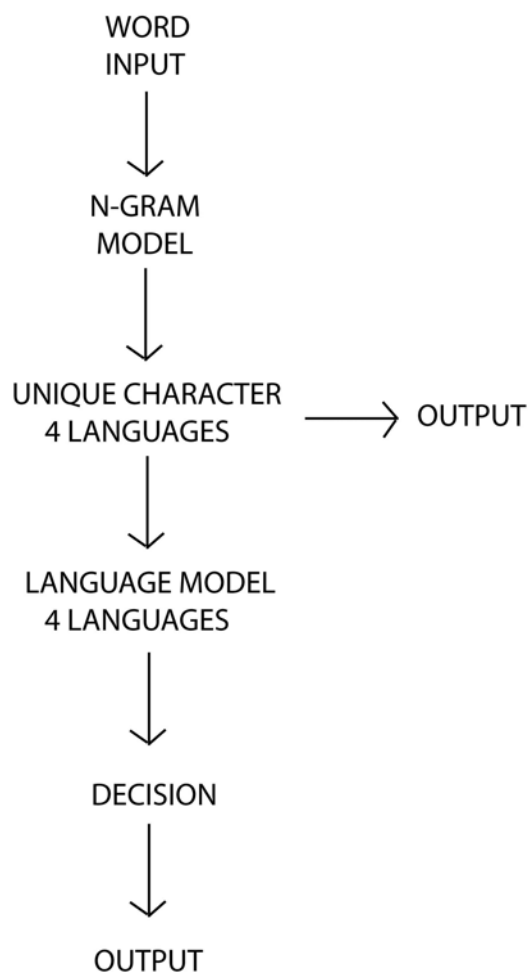 WORD
INPUT
N-GRAM
MODEL
UNIQUE CHARACTER
4 LANGUAGES
OUTPUT
LANGUAGE MODEL
4 LANGUAGES
DECISION
OUTPUT